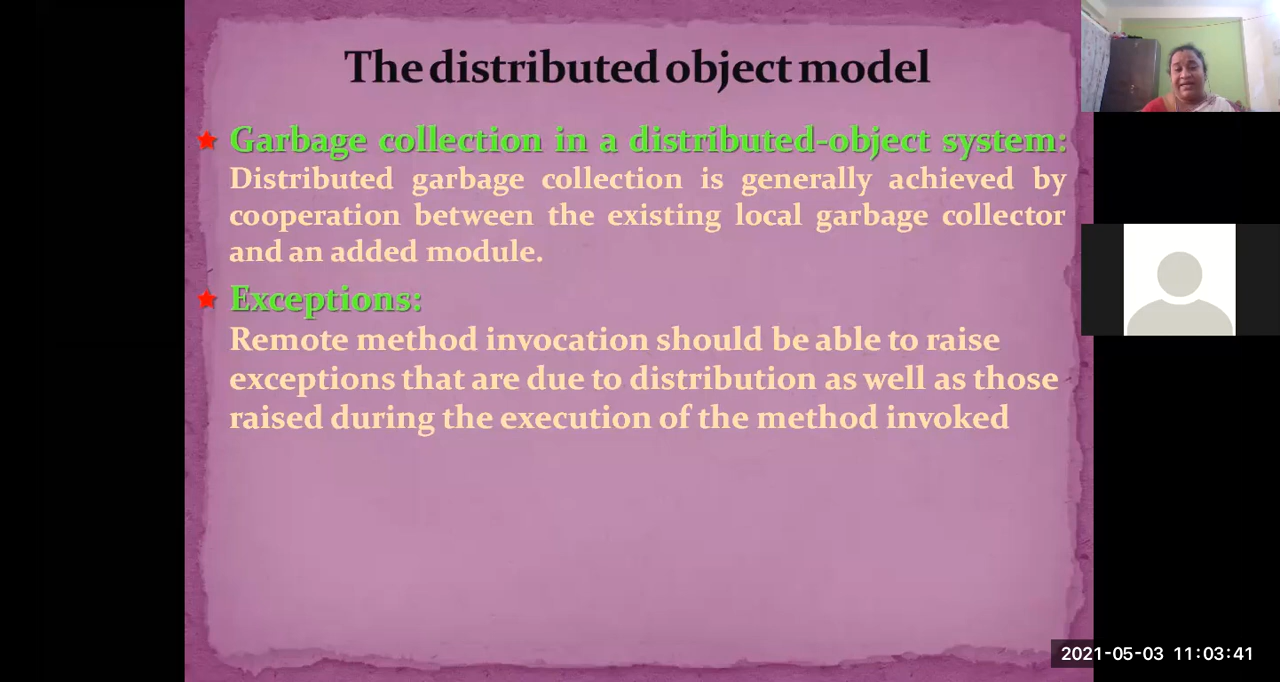 The distributed object model
Garbage collection in a distributed-object system:
Distributed garbage collection is generally achieved by
cooperation between the existing local garbage collector
and an added module.
Exceptions:
Remote method invocation should be able to raise
exceptions that are due to distribution as well as those
raised during the execution of the method invoked
2021-05-03 11:03:41